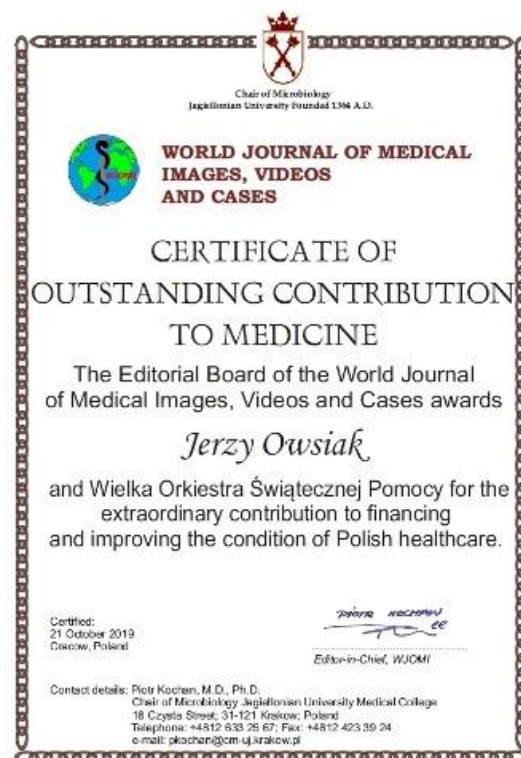 Chair of Microbiology
Jagiellonian University Founded 1364 A.D.
WJOMI
WORLD JOURNAL OF MEDICAL
IMAGES, VIDEOS
AND CASES
CERTIFICATE OF
OUTSTANDING CONTRIBUTION
TO MEDICINE
The Editorial Board of the World Journal
of Medical Images, Videos and Cases awards
Jerzy Owsiak
and Wielka Orkiestra Świątecznej Pomocy for the
extraordinary contribution to financing
and improving the condition of Polish healthcare.
Certified:
21 October 2019
Cracow, Poland
PIOTR KOCHAN
Editor-in-Chief, WJOMI
Contact details: Piotr Kochan, M.D., Ph.D.
Chair of Microbiology Jagiellonian University Medical College
18 Czysta Street; 31-121 Krakow; Poland
Telephone: +4812 633 25 67; Fax: +4812 423 39 24
e-mail: pkochan@cm-uj.krakow.pl